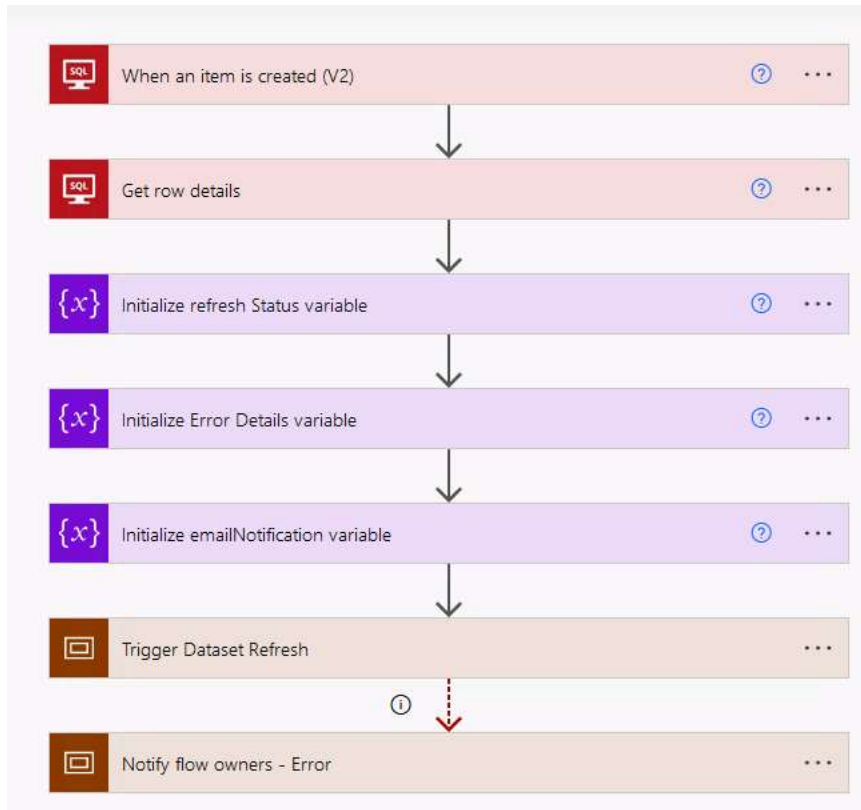 SQL
When an item is created (V2)
?
...
SQL
Get row details
?
...
{x}
Initialize refresh Status variable
?
...
{x}
Initialize Error Details variable
?
...
{x}
Initialize emailNotification variable
?
...
Trigger Dataset Refresh
...
i
Notify flow owners - Error
...